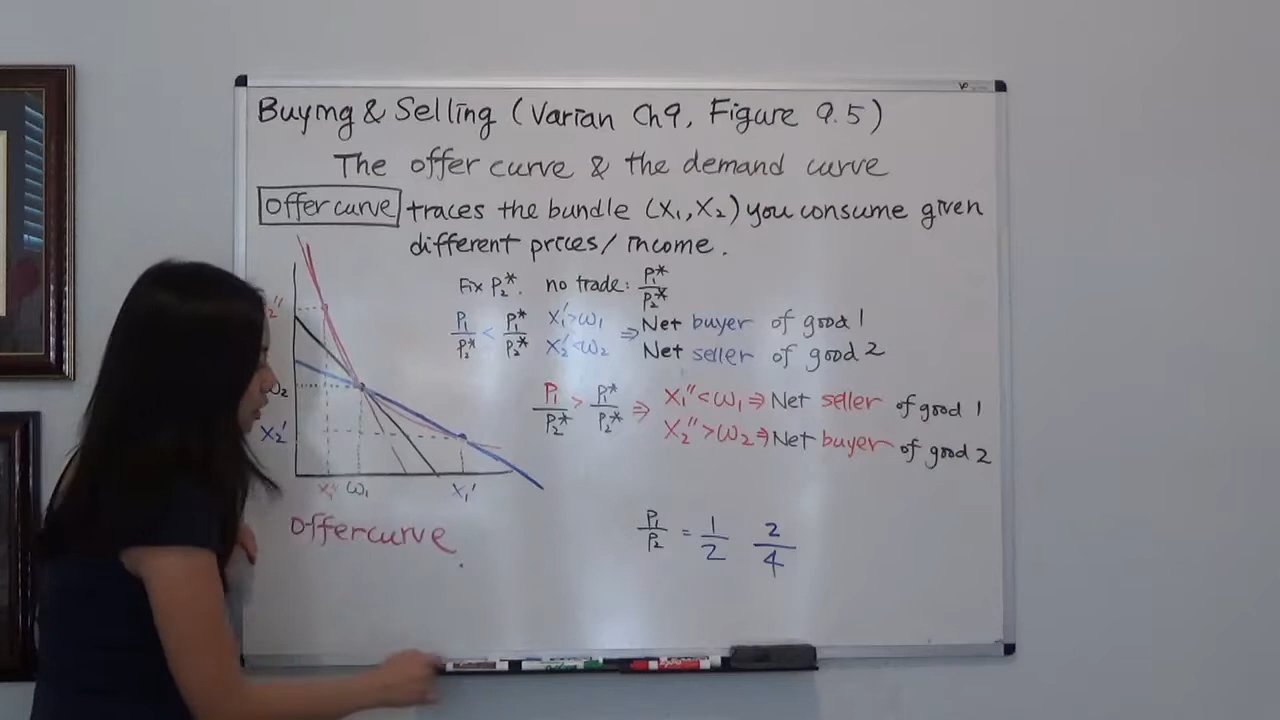 Buying & Selling (Varian Ch9, Figure 9.5)
The offer curve & the demand curve
Offer curve traces the bundle (X₁, X₂) you consume given
different prices/ income.
Fix P₂*. no trade: P₁*/P₂*
P₁/P₂* < P₁*/P₂* X₁'>ω₁ ⇒ Net buyer of good 1
X₂'<ω₂ Net seller of good 2
P₁/P₂* > P₁*/P₂* ⇒ X₁''<ω₁ ⇒ Net seller of good 1
X₂''>ω₂ ⇒ Net buyer of good 2
₂''
ω₂
X₂'
X₁'' ω₁ X₁'
Offer curve
P₁/P₂ = 1/2 2/4